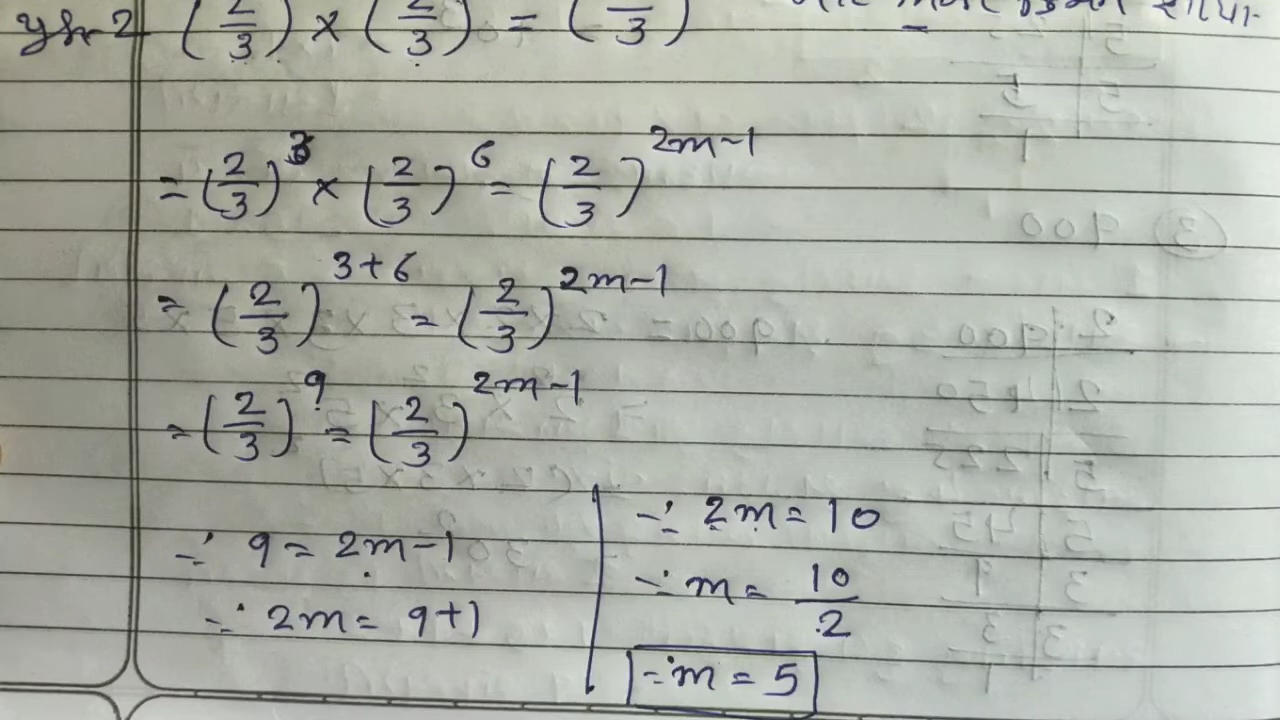 प्रश्न-2 (2/3) × (2/3) = (/3)
= (2/3)^3 × (2/3)^6 = (2/3)^2m-1
= (2/3)^3+6 = (2/3)^2m-1
= (2/3)^9 = (2/3)^2m-1
∵ 9 = 2m-1
∵ 2m = 9+1
∵ 2m = 10
∵ m = 10/2
∵ m = 5